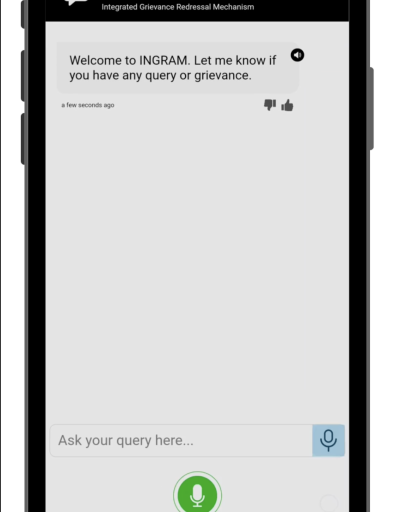 Integrated Grievance Redressal Mechanism
Welcome to INGRAM. Let me know if
you have any query or grievance.
a few seconds ago
Ask your query here...